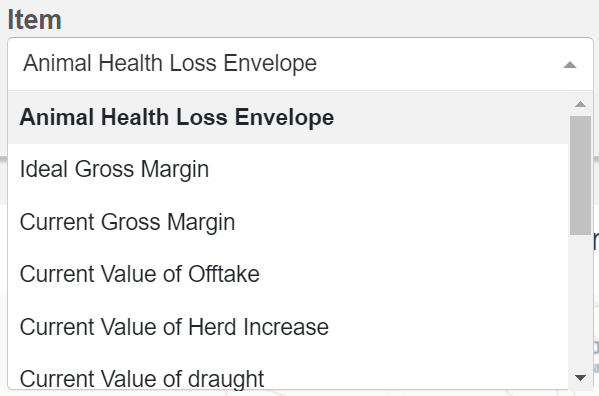 Item
Animal Health Loss Envelope
Animal Health Loss Envelope
Ideal Gross Margin
Current Gross Margin
Current Value of Offtake
Current Value of Herd Increase
Current Value of draught